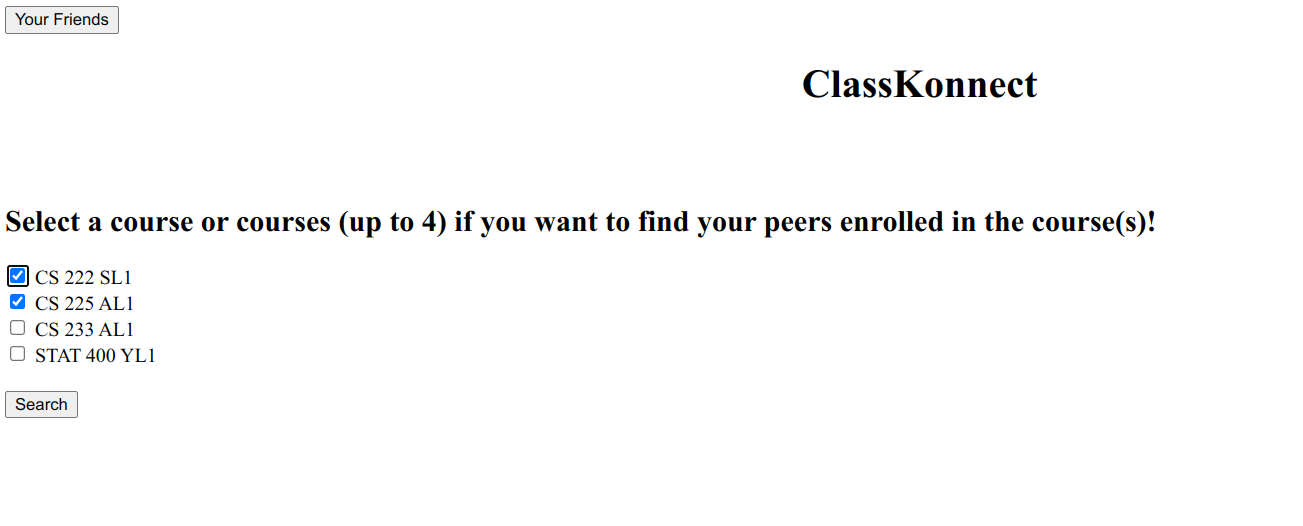 Your Friends
ClassKonnect
Select a course or courses (up to 4) if you want to find your peers enrolled in the course(s)!
CS 222 SL1
CS 225 AL1
CS 233 AL1
STAT 400 YL1
Search